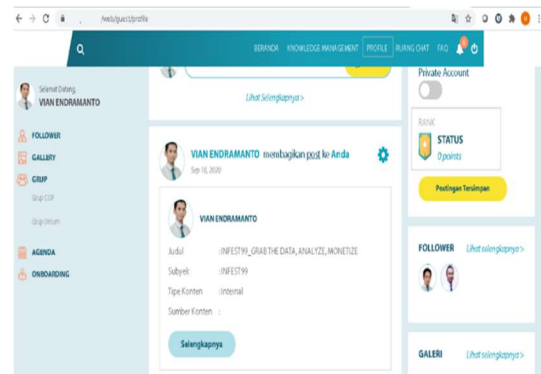 /web/guest/profile
BERANDA KNOWLEDGE MANAGEMENT PROFILE RUANG CHAT FAQ
Selamat Datang,
VIAN ENDRAMANTO
FOLLOWER
GALLERY
GRUP
Grup COP
Grup Umum
AGENDA
ONBOARDING
Lihat Selengkapnya >
VIAN ENDRAMANTO membagikan post ke Anda
Sep 10, 2020
VIAN ENDRAMANTO
Judul : INFEST99_GRAB THE DATA, ANALYZE, MONETIZE
Subyek : INFEST99
Tipe Konten : Internal
Sumber Konten :
Selengkapnya
Private Account
RANK
STATUS
0 points
Postingan Tersimpan
FOLLOWER Lihat selengkapnya >
GALERI Lihat selengkapnya >